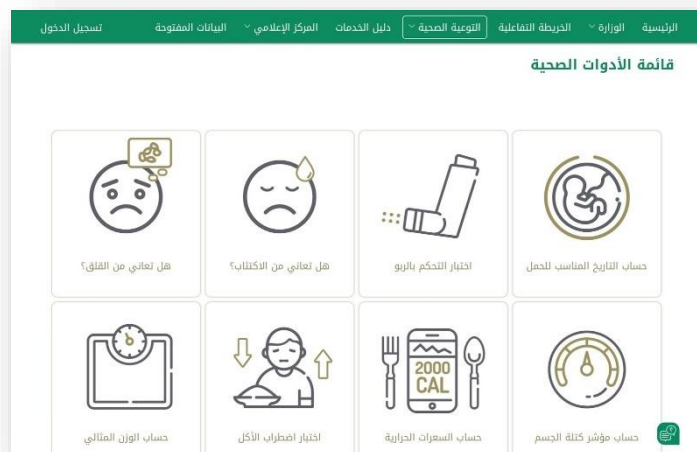 الرئيسية الوزارة الخريطة التفاعلية التوعية الصحية دليل الخدمات المركز الإعلامي البيانات المفتوحة تسجيل الدخول
قائمة الأدوات الصحية
حساب التاريخ المناسب للحمل
اختبار التحكم بالربو
هل تعاني من الاكتئاب؟
هل تعاني من القلق؟
2000
CAL
حساب مؤشر كتلة الجسم
حساب السعرات الحرارية
اختبار اضطراب الأكل
حساب الوزن المثالي